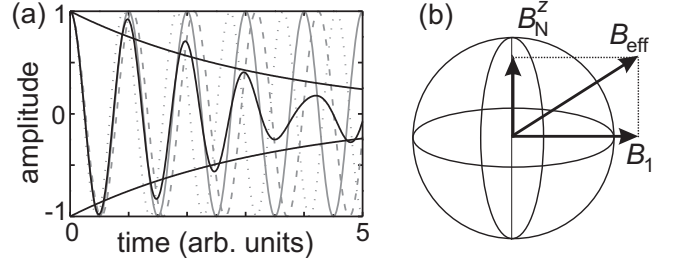 (a)
1
0
-1
amplitude
0
5
time (arb. units)
(b)
B_N^z
B_eff
B_1